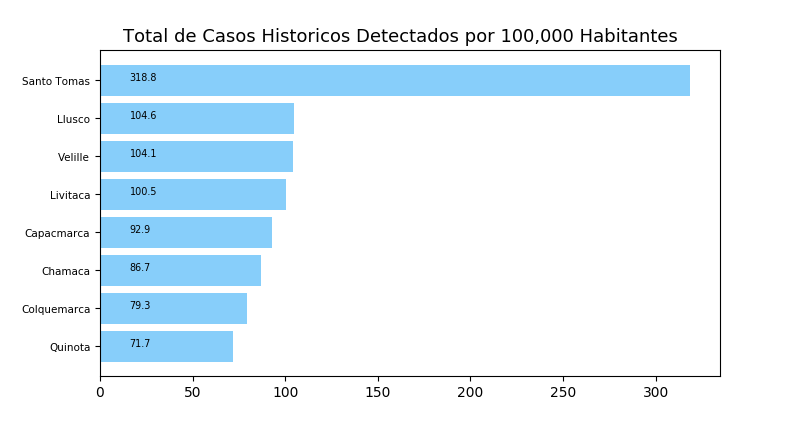 Total de Casos Historicos Detectados por 100,000 Habitantes
Santo Tomas 318.8
Llusco 104.6
Velille 104.1
Livitaca 100.5
Capacmarca 92.9
Chamaca 86.7
Colquemarca 79.3
Quinota 71.7
0 50 100 150 200 250 300